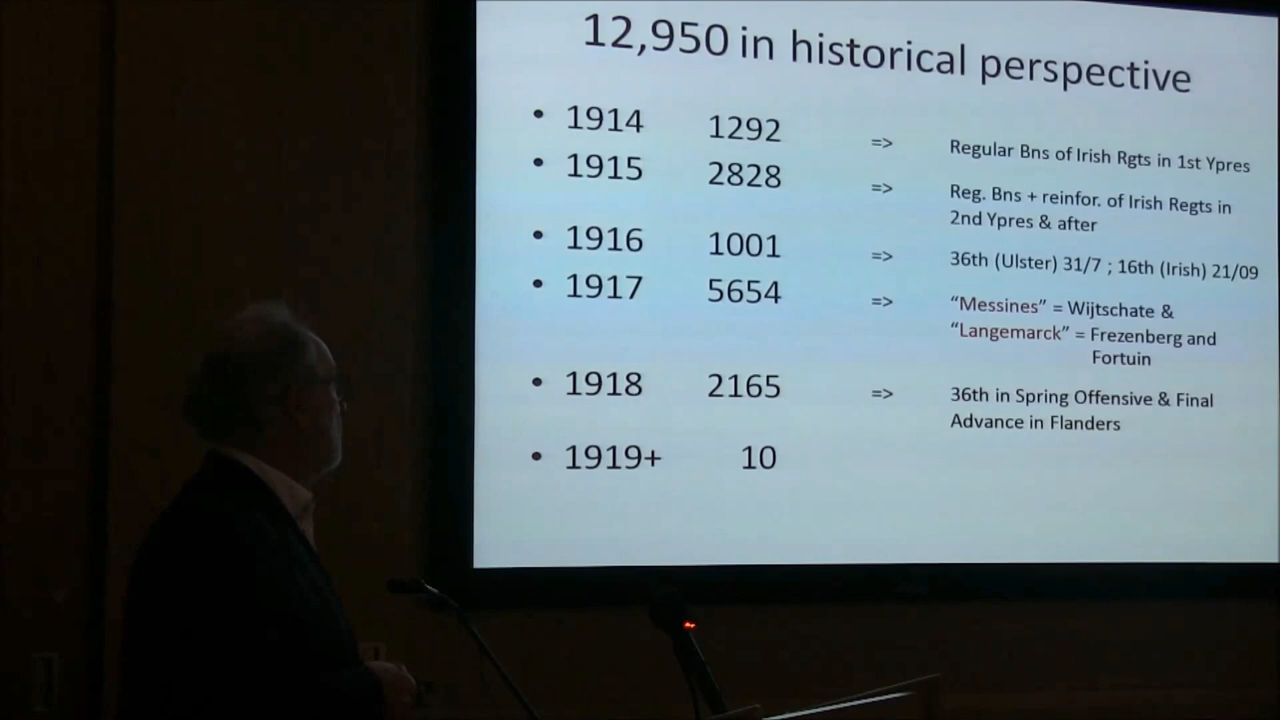 12,950 in historical perspective
• 1914 1292 => Regular Bns of Irish Rgts in 1st Ypres
• 1915 2828 => Reg. Bns + reinfor. of Irish Regts in
2nd Ypres & after
• 1916 1001 => 36th (Ulster) 31/7 ; 16th (Irish) 21/09
• 1917 5654 => “Messines” = Wijtschate &
“Langemarck” = Frezenberg and
Fortuin
• 1918 2165 => 36th in Spring Offensive & Final
Advance in Flanders
• 1919+ 10